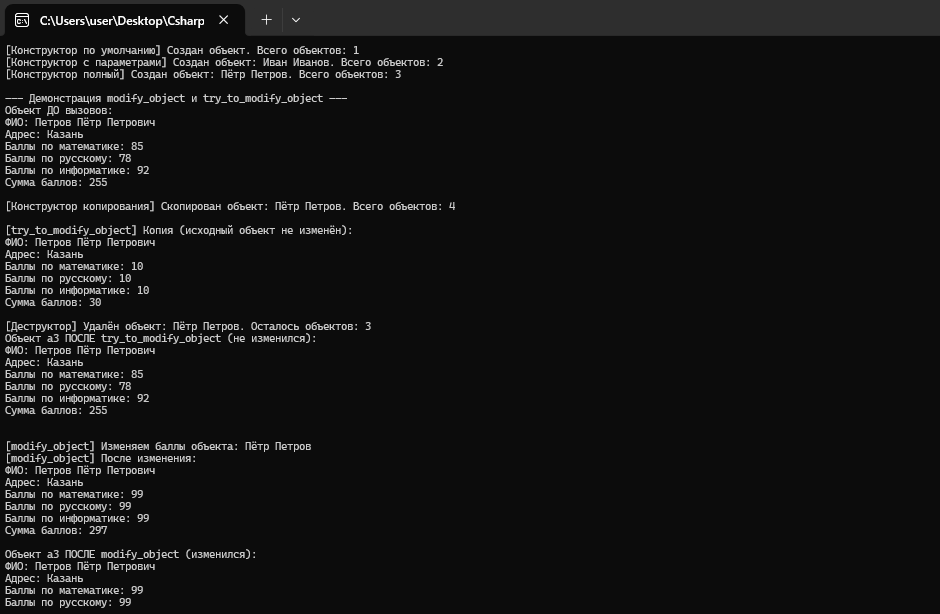 C:\Users\user\Desktop\Csharp
[Конструктор по умолчанию] Создан объект. Всего объектов: 1
[Конструктор с параметрами] Создан объект: Иван Иванов. Всего объектов: 2
[Конструктор полный] Создан объект: Пётр Петров. Всего объектов: 3
--- Демонстрация modify_object и try_to_modify_object ---
Объект ДО вызовов:
ФИО: Петров Пётр Петрович
Адрес: Казань
Баллы по математике: 85
Баллы по русскому: 78
Баллы по информатике: 92
Сумма баллов: 255
[Конструктор копирования] Скопирован объект: Пётр Петров. Всего объектов: 4
[try_to_modify_object] Копия (исходный объект не изменён):
ФИО: Петров Пётр Петрович
Адрес: Казань
Баллы по математике: 10
Баллы по русскому: 10
Баллы по информатике: 10
Сумма баллов: 30
[Деструктор] Удалён объект: Пётр Петров. Осталось объектов: 3
Объект a3 ПОСЛЕ try_to_modify_object (не изменился):
ФИО: Петров Пётр Петрович
Адрес: Казань
Баллы по математике: 85
Баллы по русскому: 78
Баллы по информатике: 92
Сумма баллов: 255
[modify_object] Изменяем баллы объекта: Пётр Петров
[modify_object] После изменения:
ФИО: Петров Пётр Петрович
Адрес: Казань
Баллы по математике: 99
Баллы по русскому: 99
Баллы по информатике: 99
Сумма баллов: 297
Объект a3 ПОСЛЕ modify_object (изменился):
ФИО: Петров Пётр Петрович
Адрес: Казань
Баллы по математике: 99
Баллы по русскому: 99